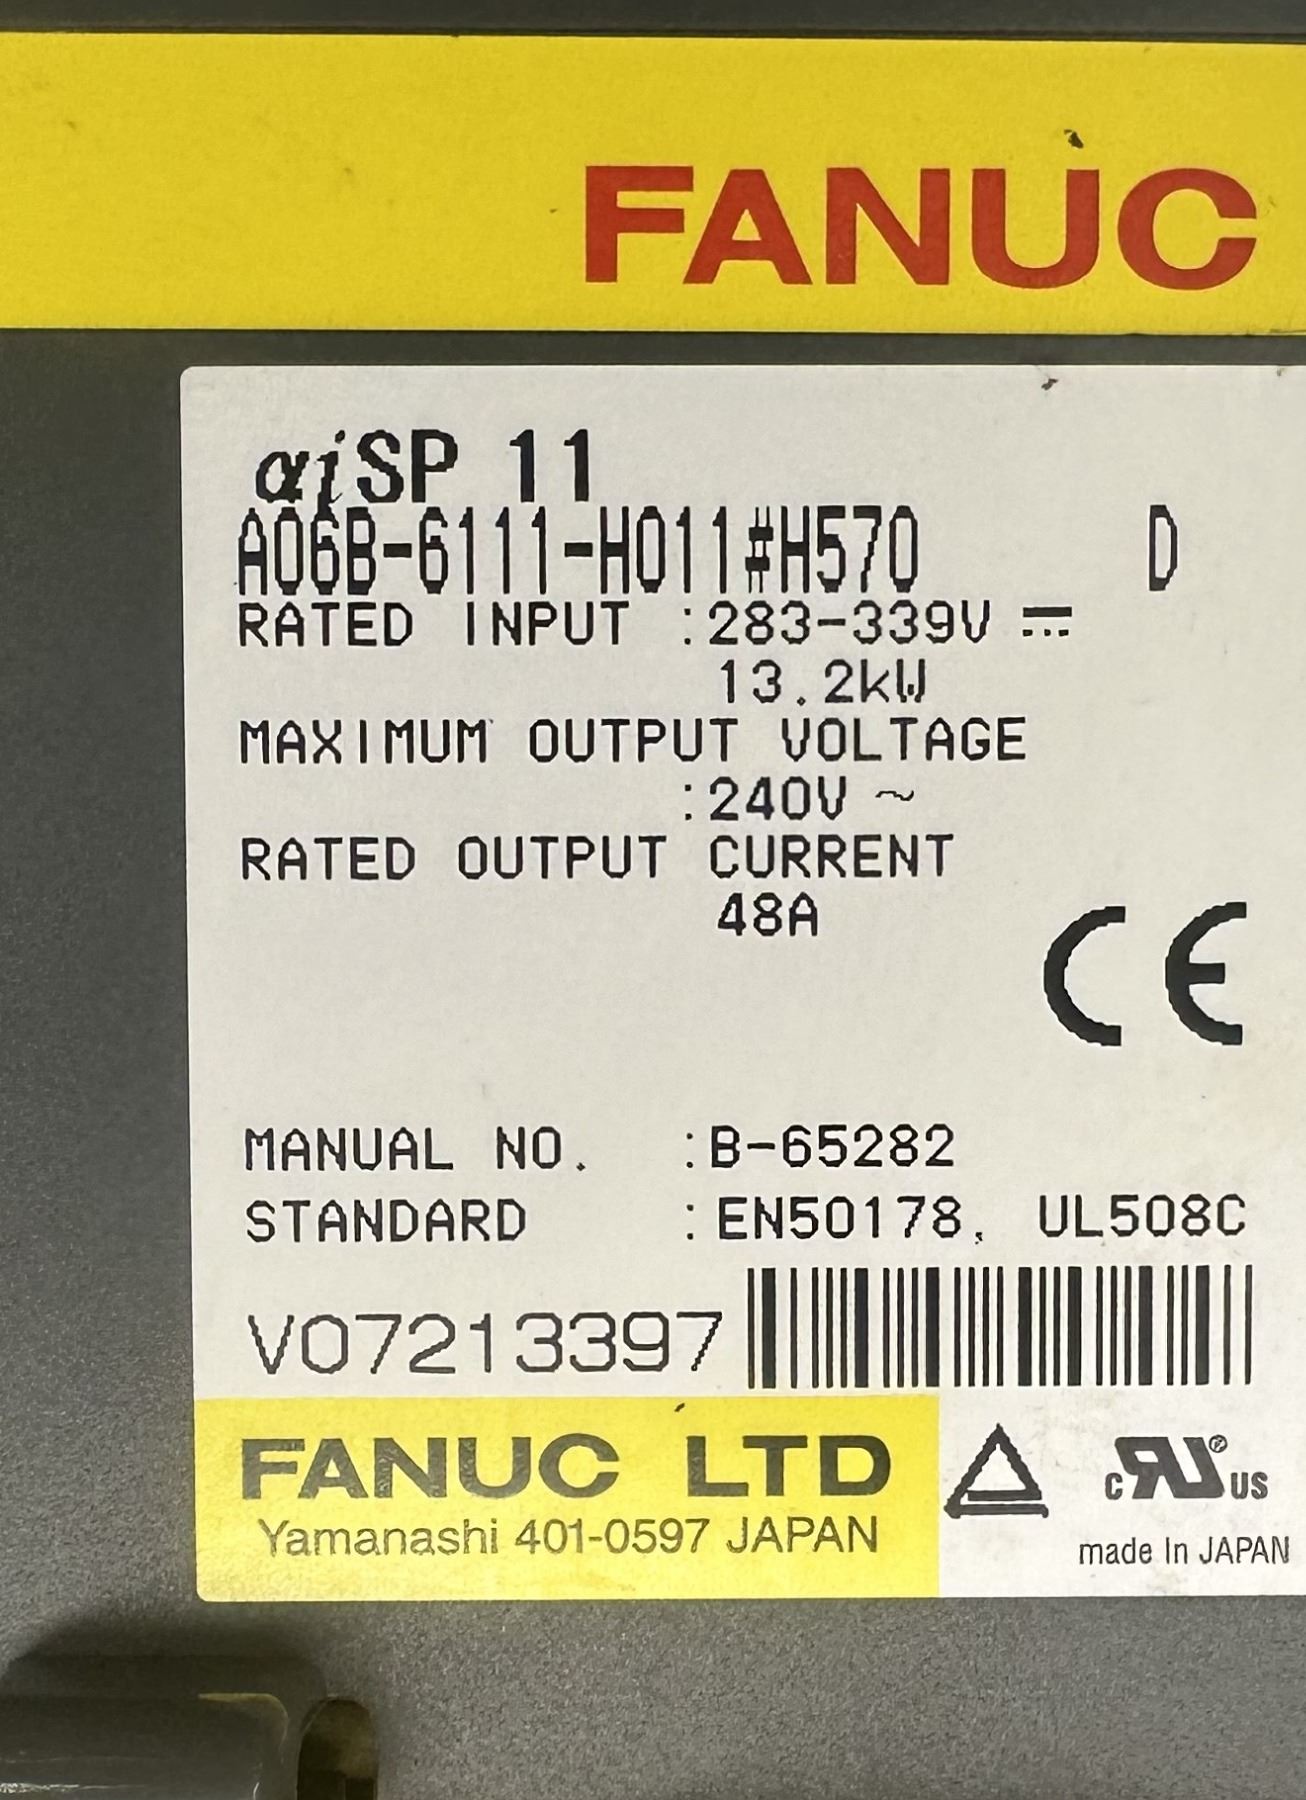 FANUC
αiSP 11
A06B-6111-H011#H570 D
RATED INPUT :283-339V ⎓
13.2kW
MAXIMUM OUTPUT VOLTAGE
:240V ~
RATED OUTPUT CURRENT
48A
CE
MANUAL NO. :B-65282
STANDARD :EN50178, UL508C
V07213397
FANUC LTD
Yamanashi 401-0597 JAPAN
c RU® US
made In JAPAN